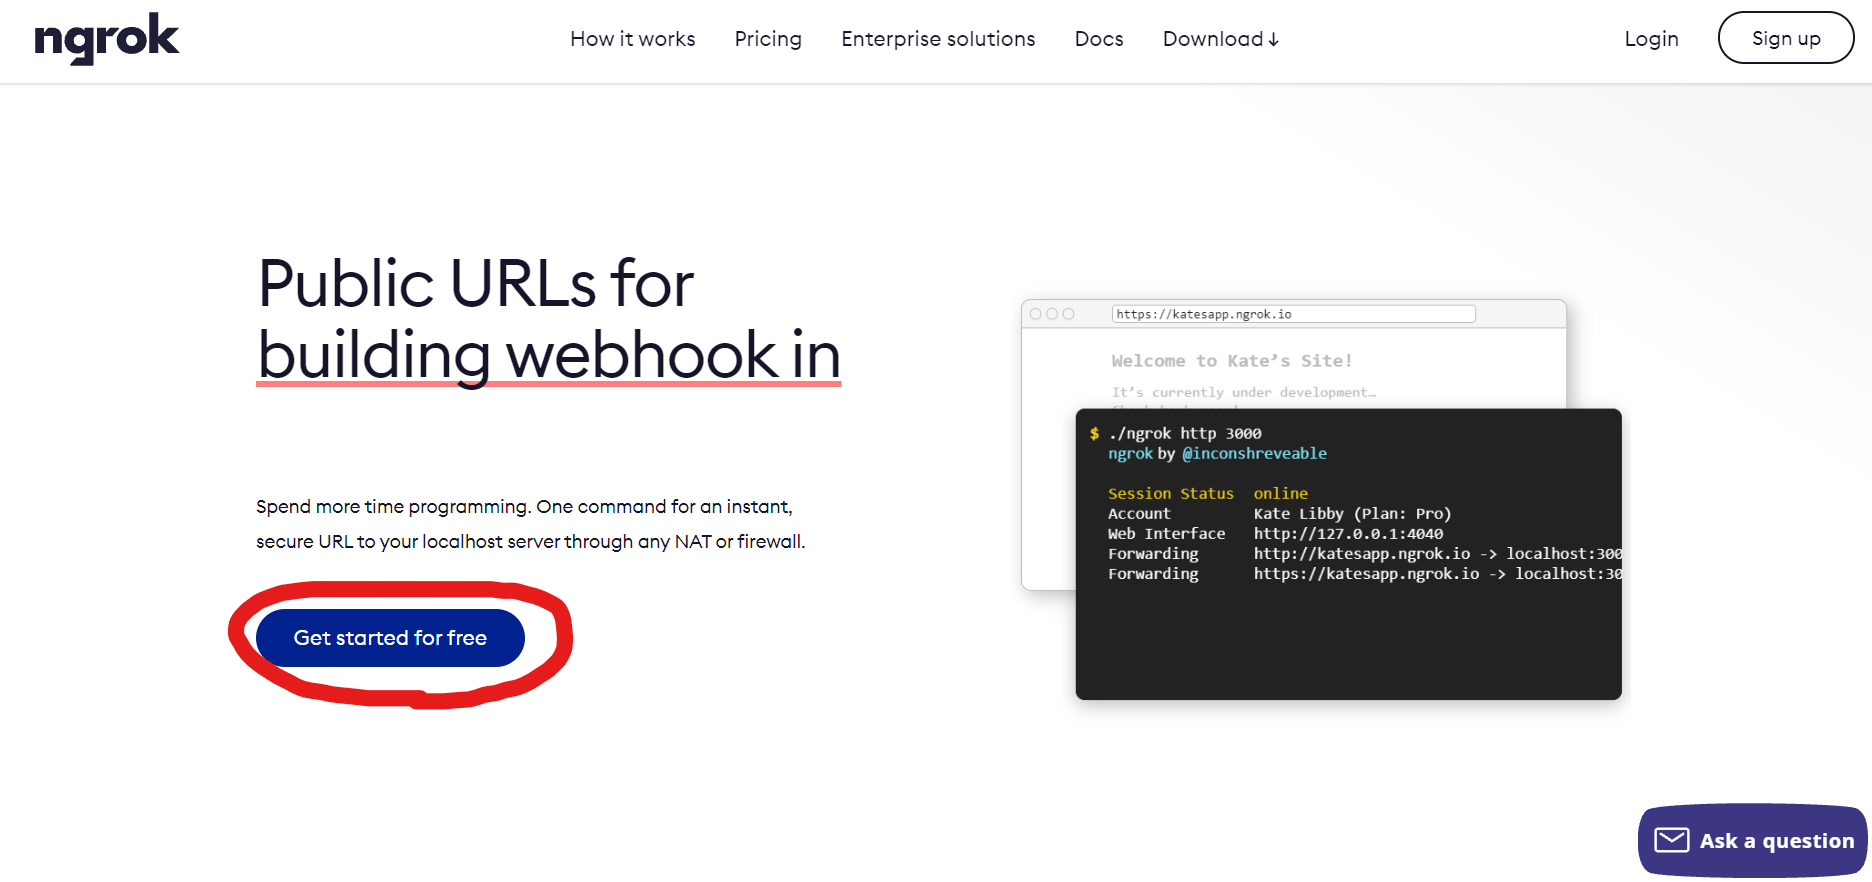 ngrok
How it works Pricing Enterprise solutions Docs Download↓ Login Sign up
Public URLs for
building webhook in
Spend more time programming. One command for an instant,
secure URL to your localhost server through any NAT or firewall.
Get started for free
https://katesapp.ngrok.io
Welcome to Kate's Site!
It's currently under development…
$ ./ngrok http 3000
ngrok by @inconshreveable
Session Status online
Account Kate Libby (Plan: Pro)
Web Interface http://127.0.0.1:4040
Forwarding http://katesapp.ngrok.io -> localhost:300
Forwarding https://katesapp.ngrok.io -> localhost:30
Ask a question